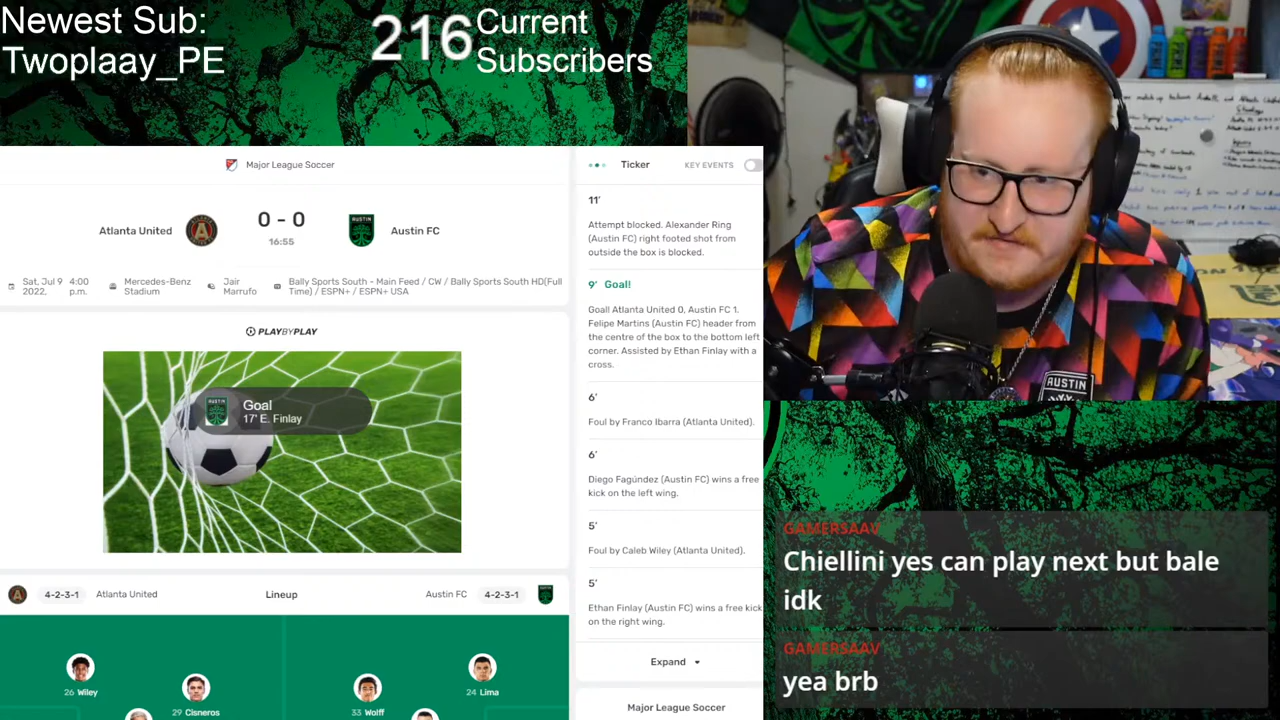 Newest Sub:
Twoplaay_PE
216
Current
Subscribers
Major League Soccer
Atlanta United
0 - 0
16:55
AUSTIN
Austin FC
Sat, Jul 9
2022,
4:00
p.m.
Mercedes-Benz
Stadium
Jair
Marrufo
Bally Sports South - Main Feed / CW / Bally Sports South HD(Full
Time) / ESPN+ / ESPN+ USA
PLAYBYPLAY
Goal
17' E. Finlay
4-2-3-1
Atlanta United
Lineup
Austin FC
4-2-3-1
26 Wiley
29 Cisneros
33 Wolff
24 Lima
Ticker
KEY EVENTS
11'
Attempt blocked. Alexander Ring
(Austin FC) right footed shot from
outside the box is blocked.
9' Goal!
Goal! Atlanta United 0, Austin FC 1.
Felipe Martins (Austin FC) header from
the centre of the box to the bottom left
corner. Assisted by Ethan Finlay with a
cross.
6'
Foul by Franco Ibarra (Atlanta United).
6'
Diego Fagúndez (Austin FC) wins a free
kick on the left wing.
5'
Foul by Caleb Wiley (Atlanta United).
5'
Ethan Finlay (Austin FC) wins a free kick
on the right wing.
Expand
Major League Soccer
AUSTIN
GAMERSAAV
Chiellini yes can play next but bale
idk
GAMERSAAV
yea brb